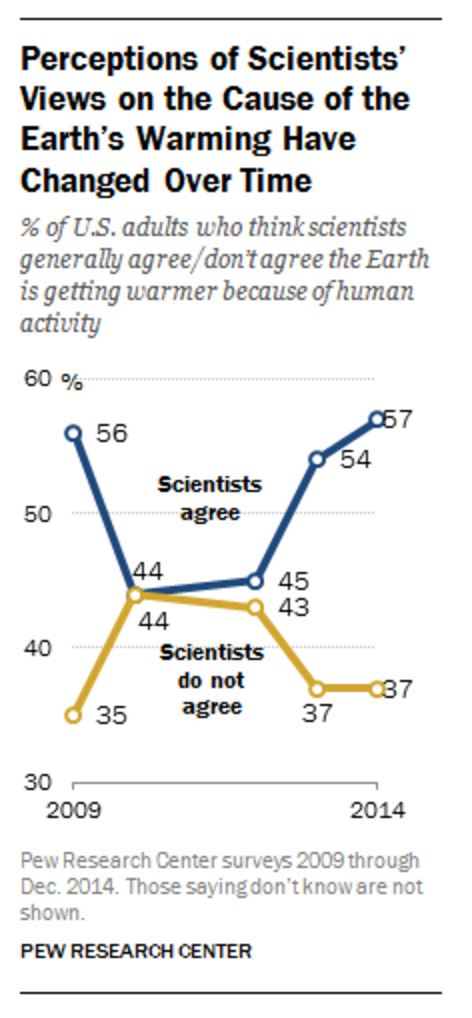 Perceptions of Scientists’
Views on the Cause of the
Earth’s Warming Have
Changed Over Time
% of U.S. adults who think scientists
generally agree/don’t agree the Earth
is getting warmer because of human
activity
60 %
57
56
54
Scientists
agree
50
44
45
43
44
40
Scientists
do not
agree
35
37
37
30
2009
2014
Pew Research Center surveys 2009 through
Dec. 2014. Those saying don’t know are not
shown.
PEW RESEARCH CENTER